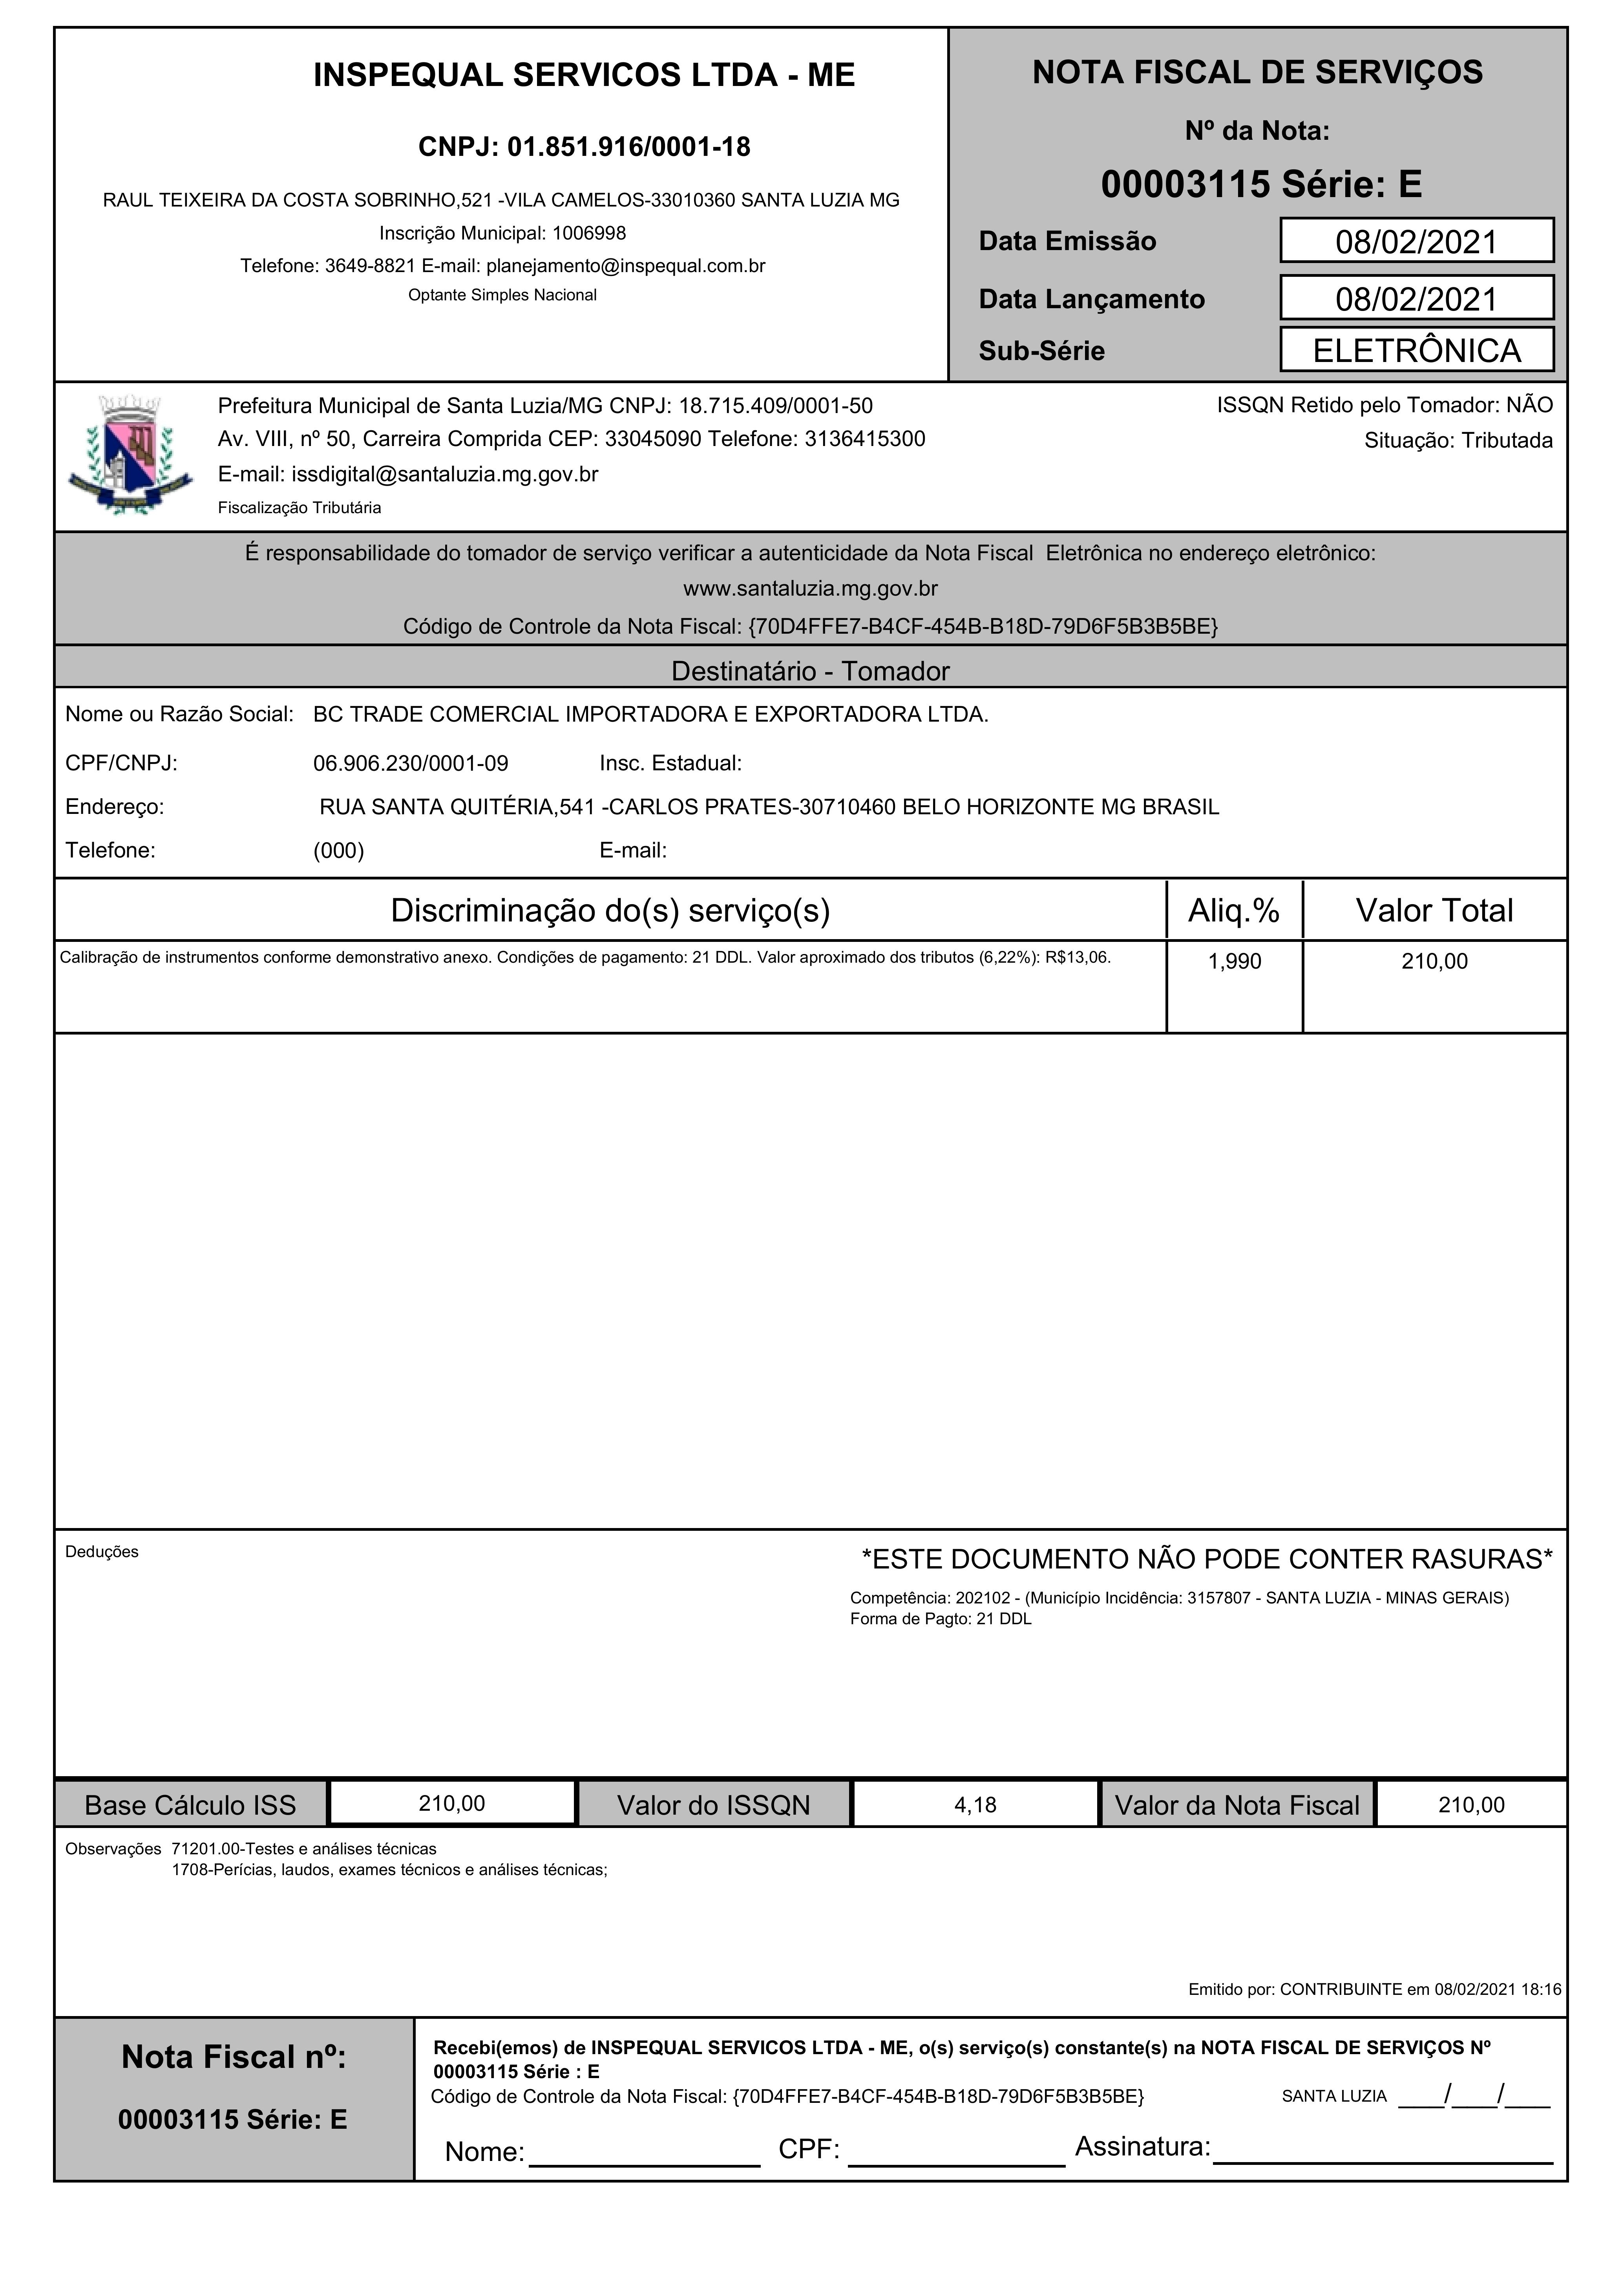 INSPEQUAL SERVICOS LTDA - ME
CNPJ: 01.851.916/0001-18
RAUL TEIXEIRA DA COSTA SOBRINHO,521 -VILA CAMELOS-33010360 SANTA LUZIA MG
Inscrição Municipal: 1006998
Telefone: 3649-8821 E-mail: planejamento@inspequal.com.br
Optante Simples Nacional
NOTA FISCAL DE SERVIÇOS
Nº da Nota:
00003115 Série: E
Data Emissão 08/02/2021
Data Lançamento 08/02/2021
Sub-Série ELETRÔNICA
Prefeitura Municipal de Santa Luzia/MG CNPJ: 18.715.409/0001-50
Av. VIII, nº 50, Carreira Comprida CEP: 33045090 Telefone: 3136415300
E-mail: issdigital@santaluzia.mg.gov.br
Fiscalização Tributária
ISSQN Retido pelo Tomador: NÃO
Situação: Tributada
É responsabilidade do tomador de serviço verificar a autenticidade da Nota Fiscal  Eletrônica no endereço eletrônico:
www.santaluzia.mg.gov.br
Código de Controle da Nota Fiscal: {70D4FFE7-B4CF-454B-B18D-79D6F5B3B5BE}
Destinatário - Tomador
Nome ou Razão Social: BC TRADE COMERCIAL IMPORTADORA E EXPORTADORA LTDA.
CPF/CNPJ: 06.906.230/0001-09 Insc. Estadual:
Endereço: RUA SANTA QUITÉRIA,541 -CARLOS PRATES-30710460 BELO HORIZONTE MG BRASIL
Telefone: (000) E-mail:
Discriminação do(s) serviço(s) Aliq.% Valor Total
Calibração de instrumentos conforme demonstrativo anexo. Condições de pagamento: 21 DDL. Valor aproximado dos tributos (6,22%): R$13,06. 1,990 210,00
Deduções
*ESTE DOCUMENTO NÃO PODE CONTER RASURAS*
Competência: 202102 - (Município Incidência: 3157807 - SANTA LUZIA - MINAS GERAIS)
Forma de Pagto: 21 DDL
Base Cálculo ISS 210,00 Valor do ISSQN 4,18 Valor da Nota Fiscal 210,00
Observações 71201.00-Testes e análises técnicas
1708-Perícias, laudos, exames técnicos e análises técnicas;
Emitido por: CONTRIBUINTE em 08/02/2021 18:16
Nota Fiscal nº:
00003115 Série: E
Recebi(emos) de INSPEQUAL SERVICOS LTDA - ME, o(s) serviço(s) constante(s) na NOTA FISCAL DE SERVIÇOS Nº
00003115 Série : E
Código de Controle da Nota Fiscal: {70D4FFE7-B4CF-454B-B18D-79D6F5B3B5BE} SANTA LUZIA ____/____/____
Nome: CPF: Assinatura: